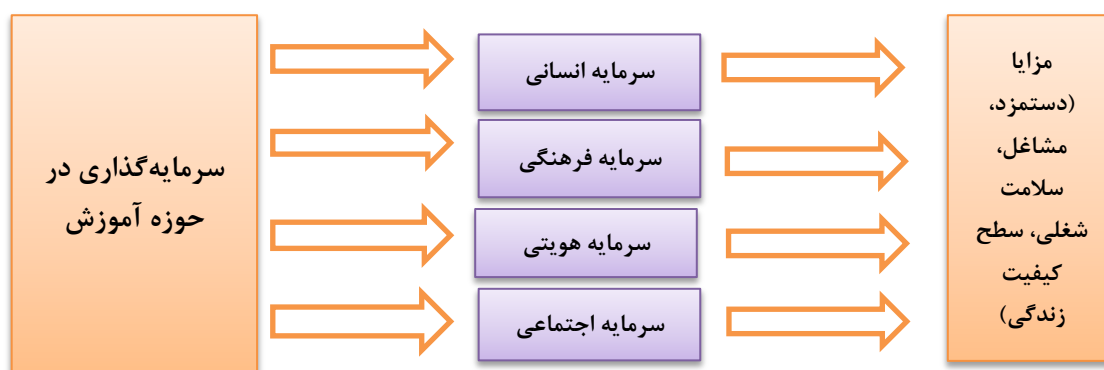 سرمایه‌گذاری در
حوزه آموزش
سرمایه انسانی
سرمایه فرهنگی
سرمایه هویتی
سرمایه اجتماعی
مزایا
(دستمزد،
مشاغل،
سلامت
شغلی، سطح
کیفیت
زندگی)